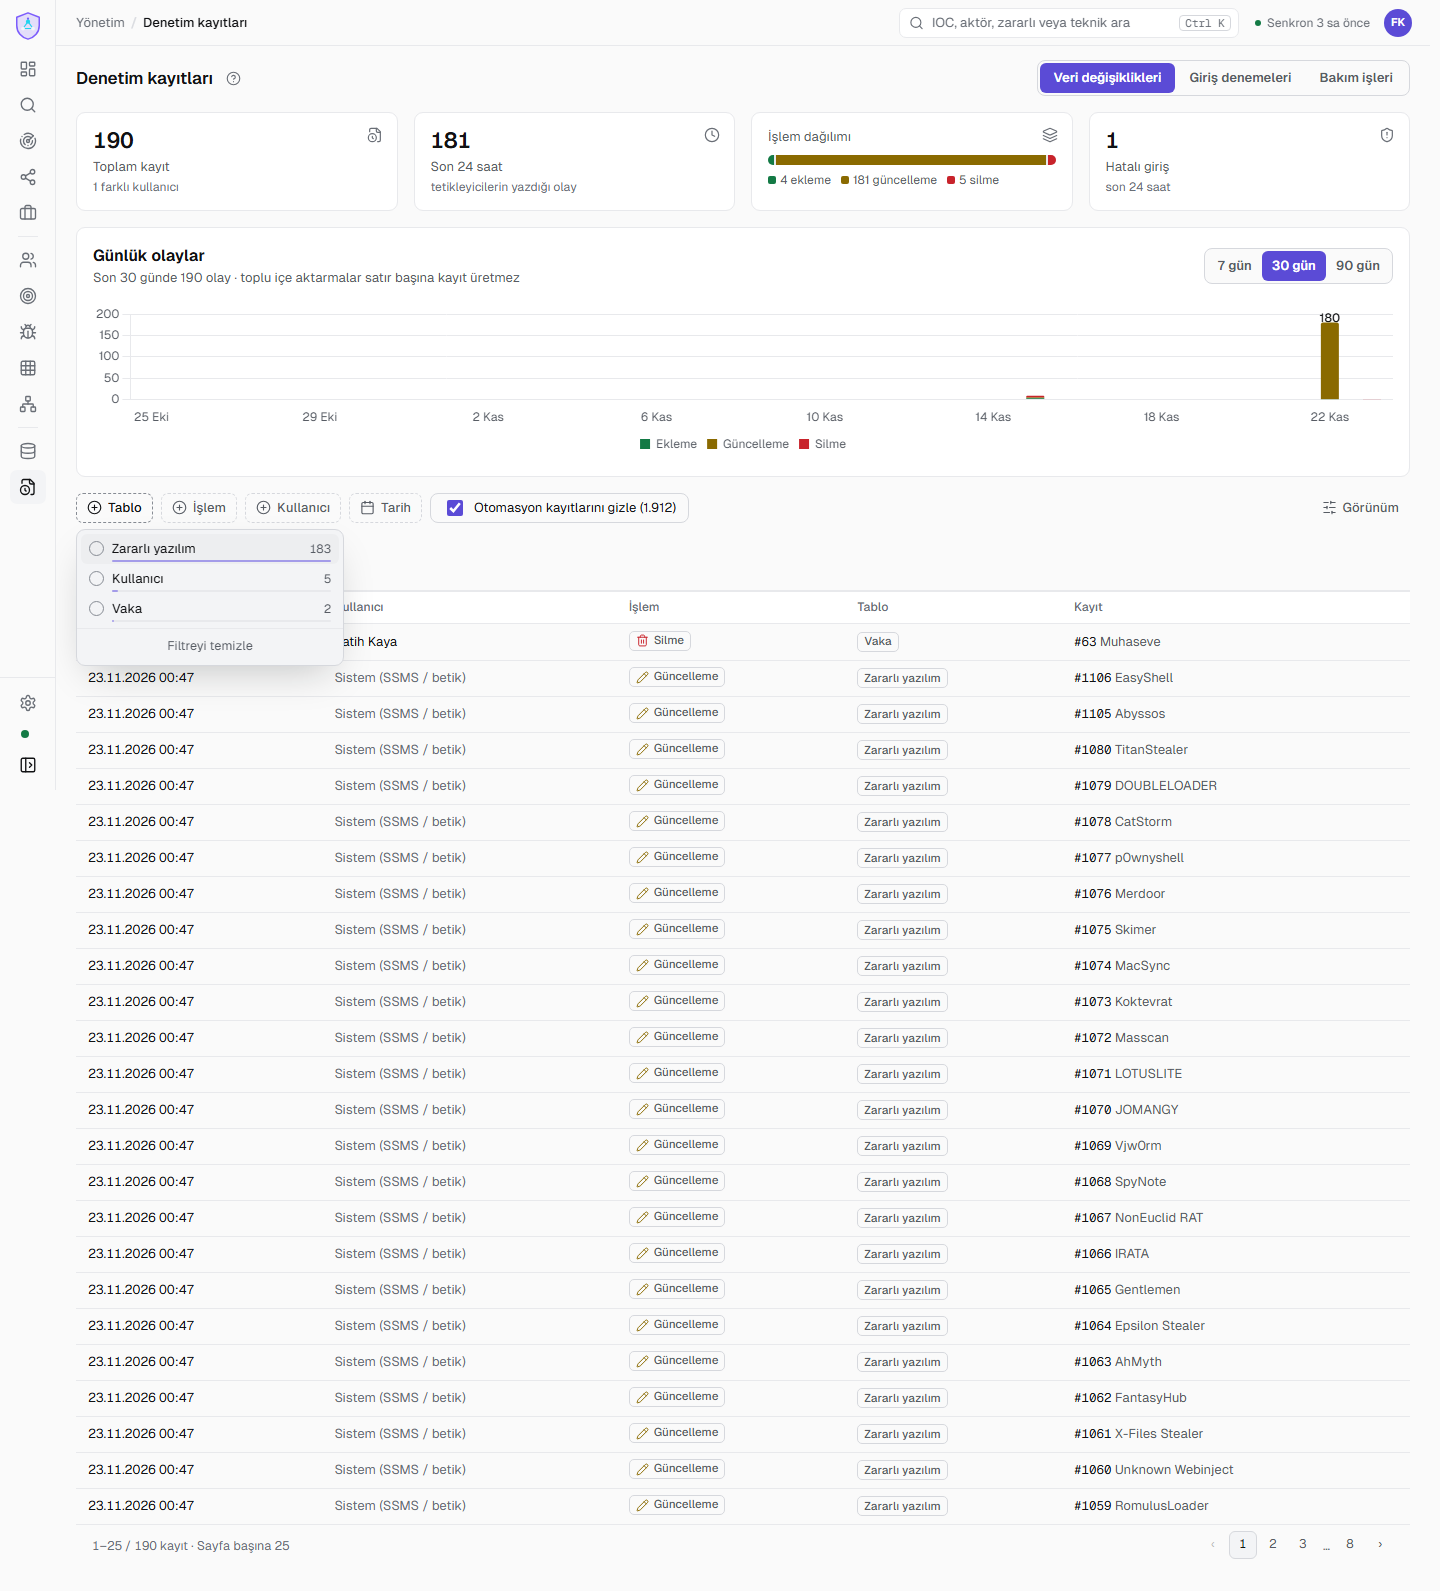 Yönetim / Denetim kayıtları
IOC, aktör, zararlı veya teknik ara
Ctrl K
Senkron 3 sa önce
FK
Denetim kayıtları
Veri değişiklikleri
Giriş denemeleri
Bakım işleri
190
Toplam kayıt
1 farklı kullanıcı
181
Son 24 saat
tetikleyicilerin yazdığı olay
İşlem dağılımı
4 ekleme 181 güncelleme 5 silme
1
Hatalı giriş
son 24 saat
Günlük olaylar
Son 30 günde 190 olay · toplu içe aktarmalar satır başına kayıt üretmez
7 gün 30 gün 90 gün
200
150
100
50
0
180
25 Eki 29 Eki 2 Kas 6 Kas 10 Kas 14 Kas 18 Kas 22 Kas
Ekleme Güncelleme Silme
Tablo İşlem Kullanıcı Tarih Otomasyon kayıtlarını gizle (1.912) Görünüm
Zararlı yazılım 183
Kullanıcı 5
Vaka 2
Filtreyi temizle
ullanıcı İşlem Tablo Kayıt
atih Kaya Silme Vaka #63 Muhaseve
23.11.2026 00:47 Sistem (SSMS / betik) Güncelleme Zararlı yazılım #1106 EasyShell
23.11.2026 00:47 Sistem (SSMS / betik) Güncelleme Zararlı yazılım #1105 Abyssos
23.11.2026 00:47 Sistem (SSMS / betik) Güncelleme Zararlı yazılım #1080 TitanStealer
23.11.2026 00:47 Sistem (SSMS / betik) Güncelleme Zararlı yazılım #1079 DOUBLELOADER
23.11.2026 00:47 Sistem (SSMS / betik) Güncelleme Zararlı yazılım #1078 CatStorm
23.11.2026 00:47 Sistem (SSMS / betik) Güncelleme Zararlı yazılım #1077 p0wnyshell
23.11.2026 00:47 Sistem (SSMS / betik) Güncelleme Zararlı yazılım #1076 Merdoor
23.11.2026 00:47 Sistem (SSMS / betik) Güncelleme Zararlı yazılım #1075 Skimer
23.11.2026 00:47 Sistem (SSMS / betik) Güncelleme Zararlı yazılım #1074 MacSync
23.11.2026 00:47 Sistem (SSMS / betik) Güncelleme Zararlı yazılım #1073 Koktevrat
23.11.2026 00:47 Sistem (SSMS / betik) Güncelleme Zararlı yazılım #1072 Masscan
23.11.2026 00:47 Sistem (SSMS / betik) Güncelleme Zararlı yazılım #1071 LOTUSLITE
23.11.2026 00:47 Sistem (SSMS / betik) Güncelleme Zararlı yazılım #1070 JOMANGY
23.11.2026 00:47 Sistem (SSMS / betik) Güncelleme Zararlı yazılım #1069 Vjw0rm
23.11.2026 00:47 Sistem (SSMS / betik) Güncelleme Zararlı yazılım #1068 SpyNote
23.11.2026 00:47 Sistem (SSMS / betik) Güncelleme Zararlı yazılım #1067 NonEuclid RAT
23.11.2026 00:47 Sistem (SSMS / betik) Güncelleme Zararlı yazılım #1066 IRATA
23.11.2026 00:47 Sistem (SSMS / betik) Güncelleme Zararlı yazılım #1065 Gentlemen
23.11.2026 00:47 Sistem (SSMS / betik) Güncelleme Zararlı yazılım #1064 Epsilon Stealer
23.11.2026 00:47 Sistem (SSMS / betik) Güncelleme Zararlı yazılım #1063 AhMyth
23.11.2026 00:47 Sistem (SSMS / betik) Güncelleme Zararlı yazılım #1062 FantasyHub
23.11.2026 00:47 Sistem (SSMS / betik) Güncelleme Zararlı yazılım #1061 X-Files Stealer
23.11.2026 00:47 Sistem (SSMS / betik) Güncelleme Zararlı yazılım #1060 Unknown Webinject
23.11.2026 00:47 Sistem (SSMS / betik) Güncelleme Zararlı yazılım #1059 RomulusLoader
1–25 / 190 kayıt · Sayfa başına 25
‹ 1 2 3 … 8 ›